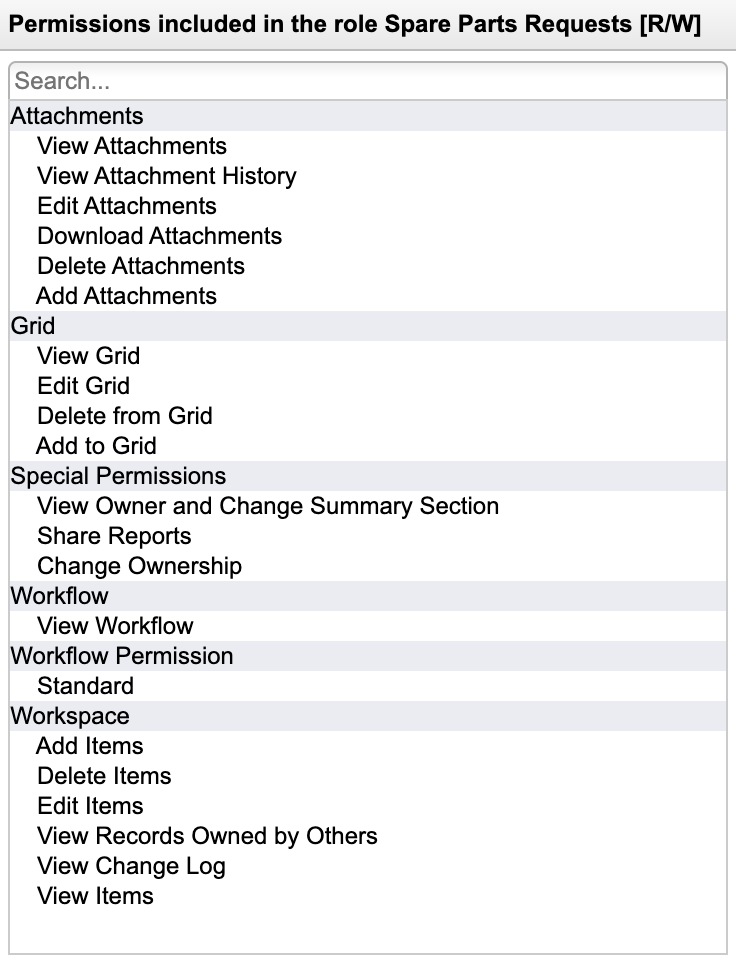 Permissions included in the role Spare Parts Requests [R/W]
Search...
Attachments
View Attachments
View Attachment History
Edit Attachments
Download Attachments
Delete Attachments
Add Attachments
Grid
View Grid
Edit Grid
Delete from Grid
Add to Grid
Special Permissions
View Owner and Change Summary Section
Share Reports
Change Ownership
Workflow
View Workflow
Workflow Permission
Standard
Workspace
Add Items
Delete Items
Edit Items
View Records Owned by Others
View Change Log
View Items